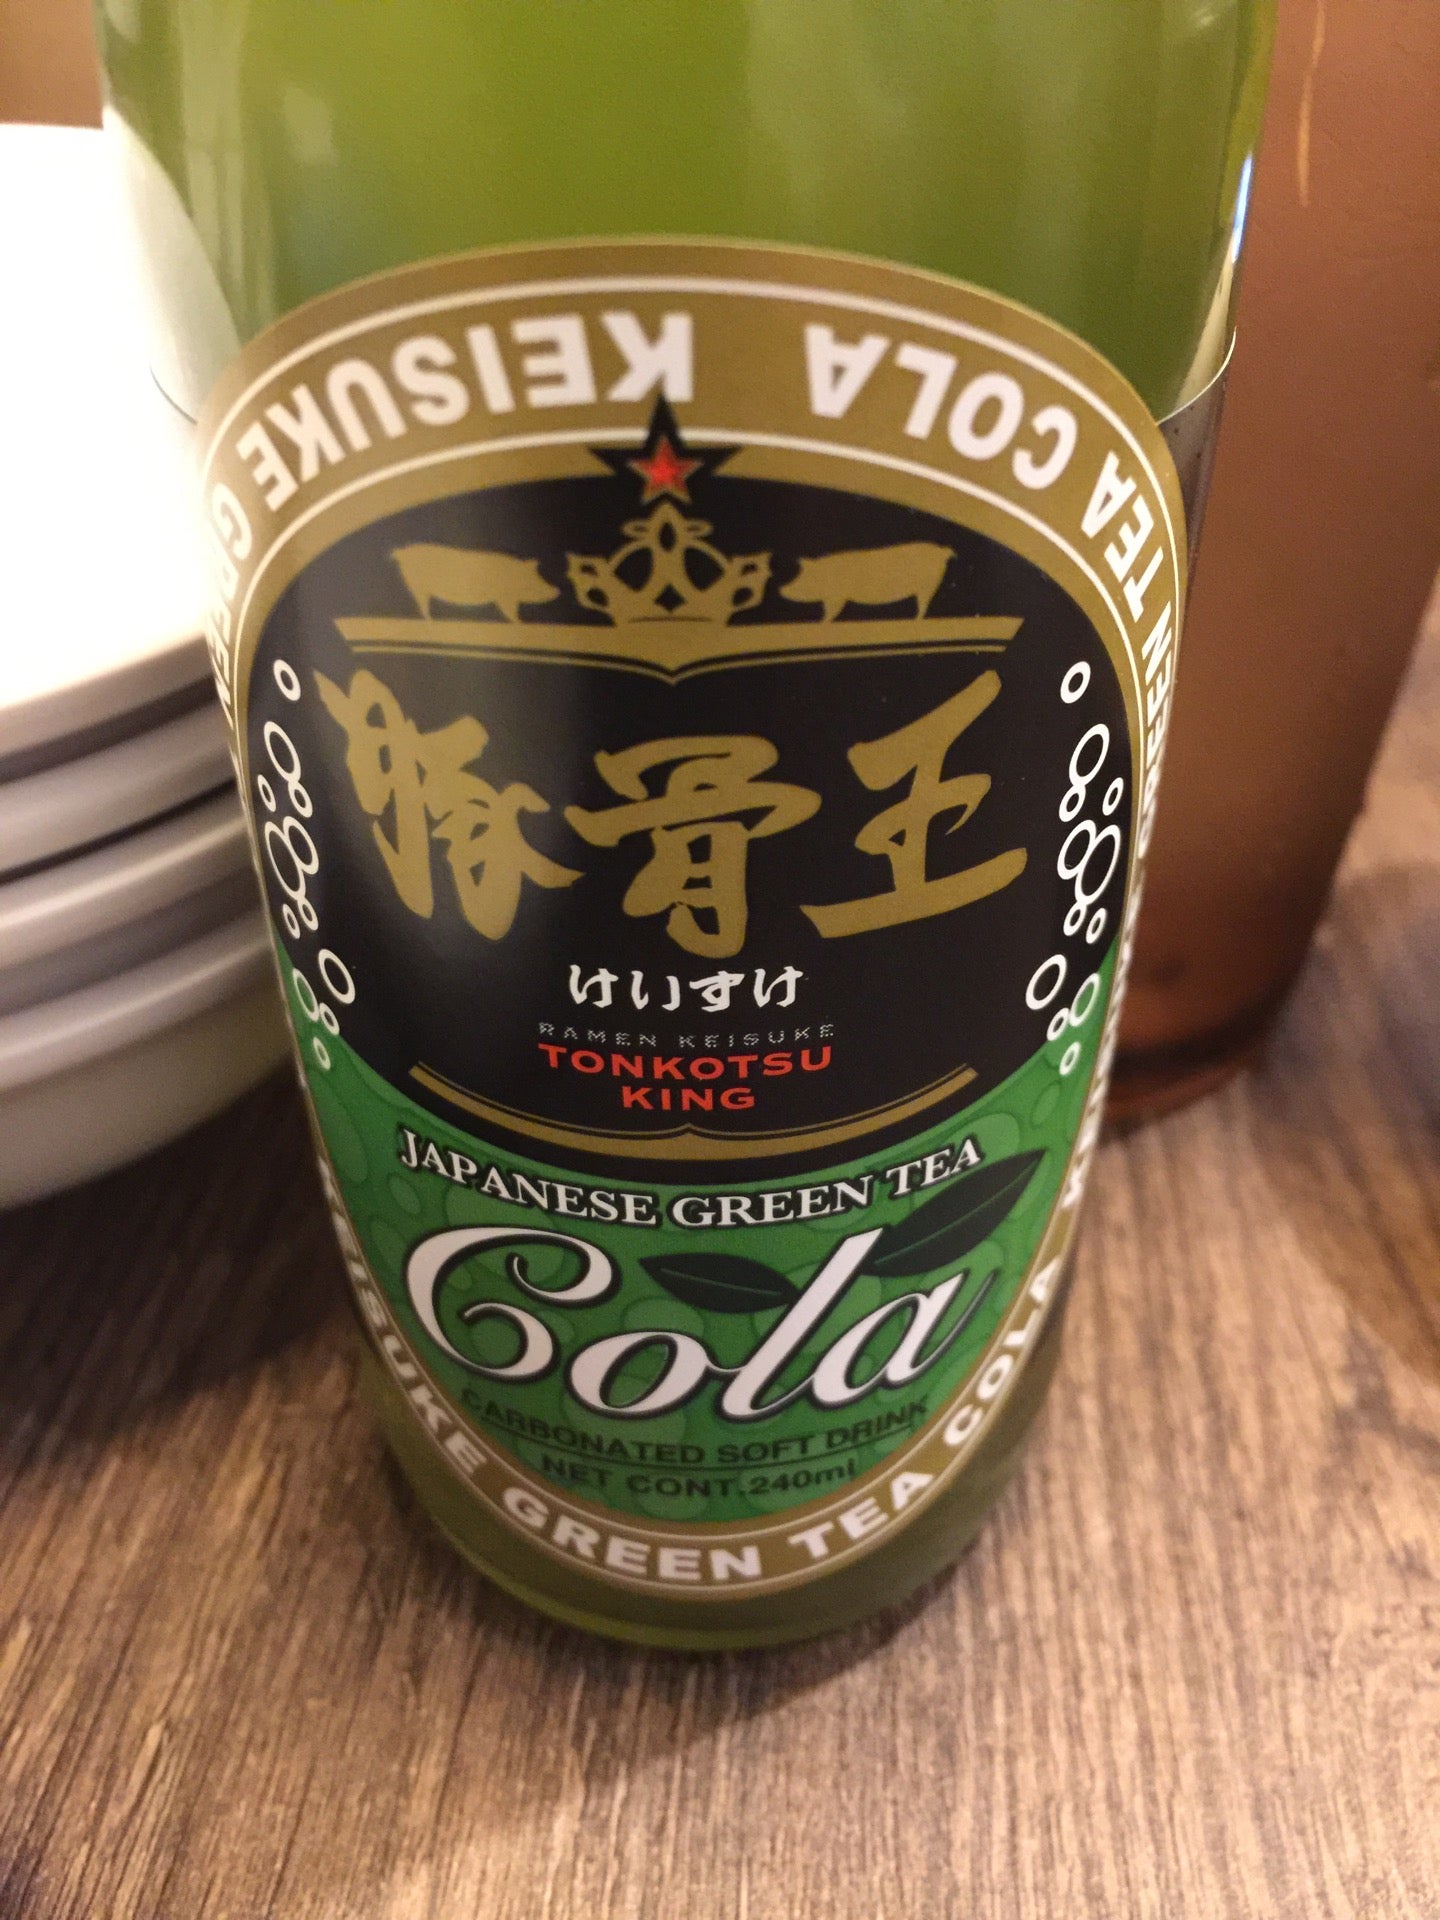 KEISUKE GREEN TEA COLA
豚骨王
けいすけ
RAMEN KEISUKE
TONKOTSU
KING
JAPANESE GREEN TEA
Cola
CARBONATED SOFT DRINK
NET CONT.240ml
KEISUKE GREEN TEA COLA